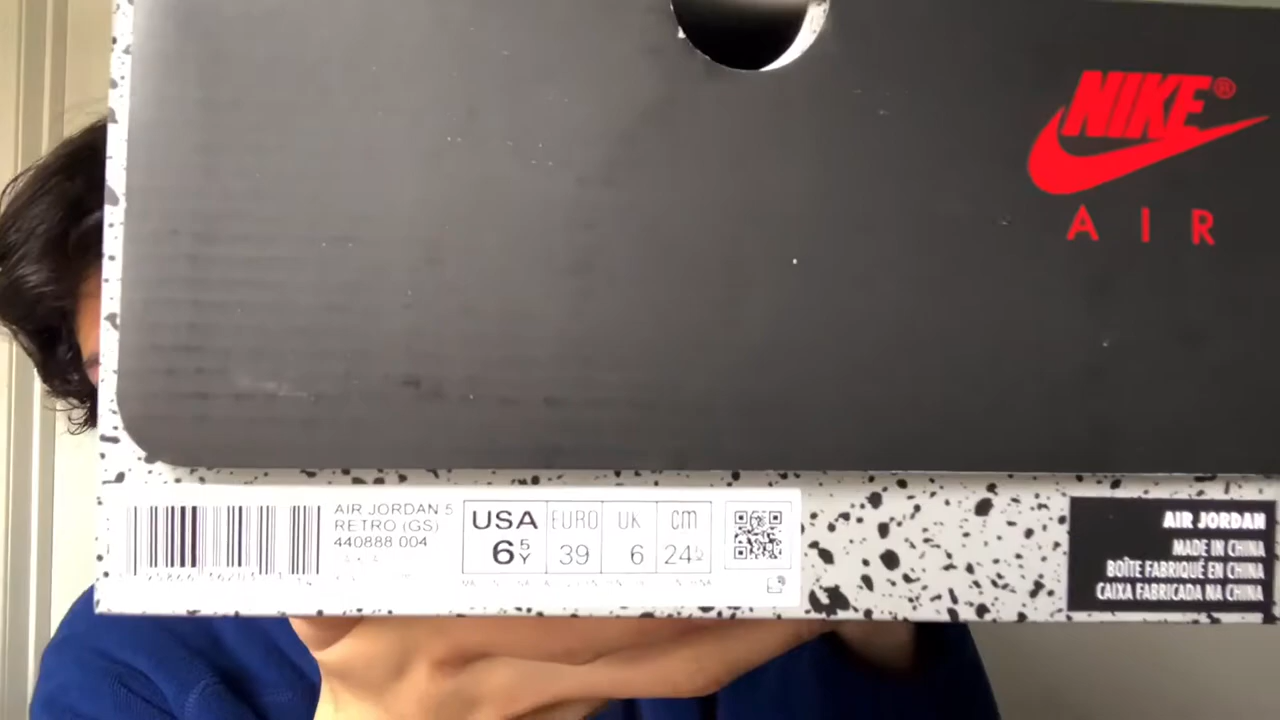 NIKE®
AIR
AIR JORDAN 5
RETRO (GS)
440888 004
USA
6 5Y
EURO
39
UK
6
cm
24.5
AIR JORDAN
MADE IN CHINA
BOÎTE FABRIQUÉ EN CHINA
CAIXA FABRICADA NA CHINA